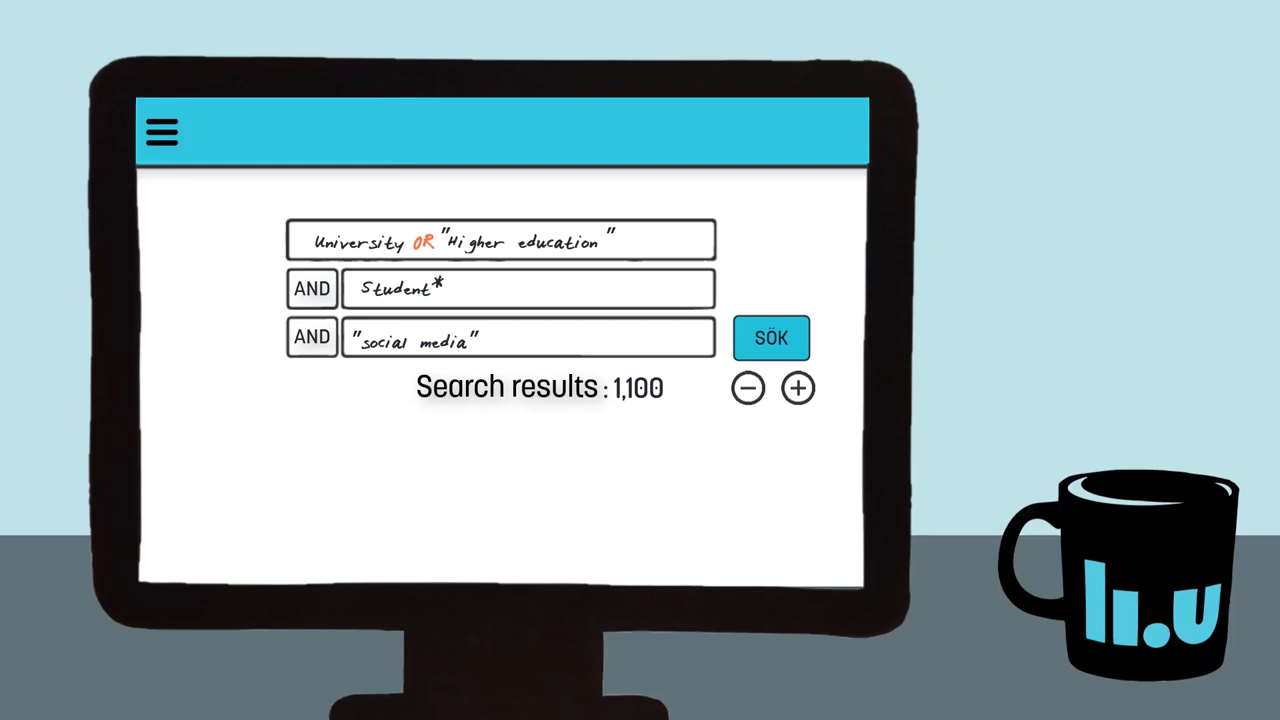 University OR "Higher education"
AND Student*
AND "social media"
SÖK
Search results : 1,100
li.u